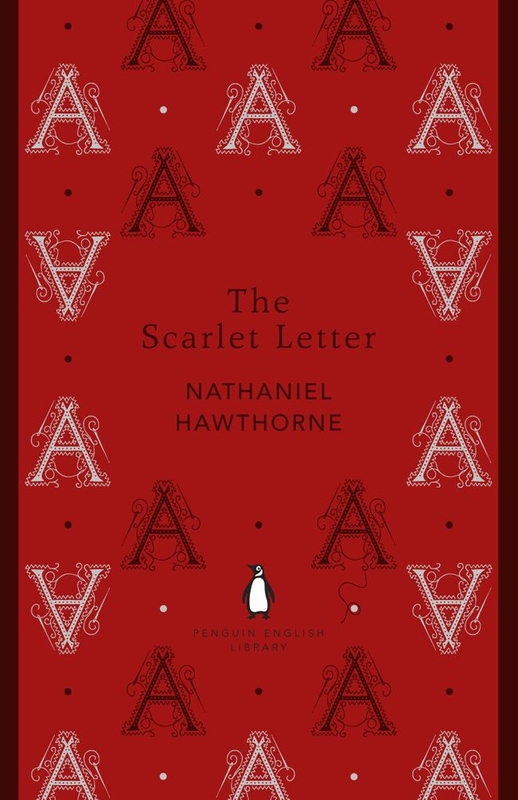 A A
A A A
A A
A A
The
Scarlet Letter
NATHANIEL
HAWTHORNE
A A
A A
A A
PENGUIN ENGLISH
LIBRARY
A A
A A A